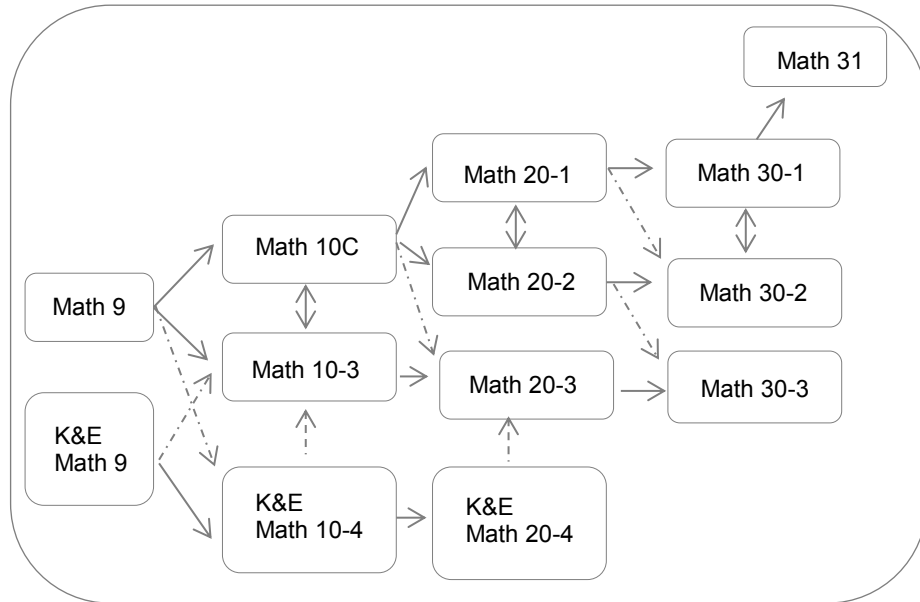 Math 31
Math 20-1
Math 30-1
Math 10C
Math 20-2
Math 30-2
Math 9
Math 10-3
Math 20-3
Math 30-3
K&E
Math 9
K&E
Math 10-4
K&E
Math 20-4